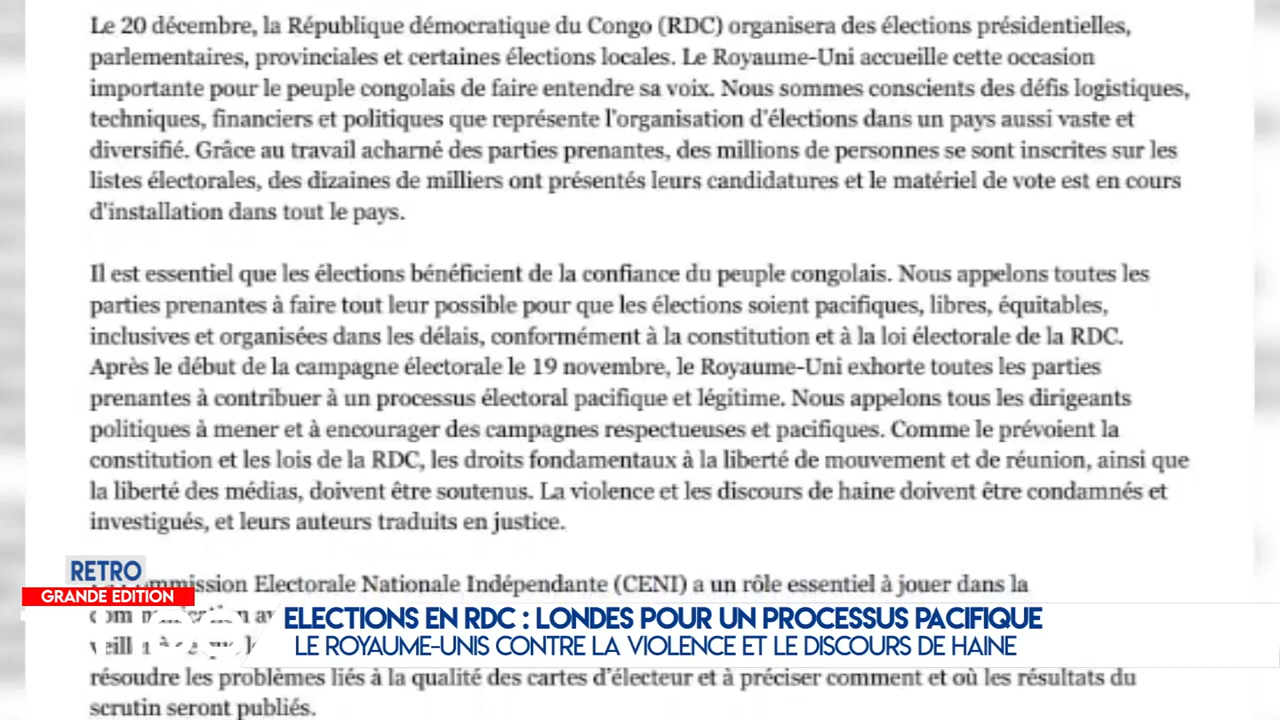 Le 20 décembre, la République démocratique du Congo (RDC) organisera des élections présidentielles,
parlementaires, provinciales et certaines élections locales. Le Royaume-Uni accueille cette occasion
importante pour le peuple congolais de faire entendre sa voix. Nous sommes conscients des défis logistiques,
techniques, financiers et politiques que représente l'organisation d'élections dans un pays aussi vaste et
diversifié. Grâce au travail acharné des parties prenantes, des millions de personnes se sont inscrites sur les
listes électorales, des dizaines de milliers ont présentés leurs candidatures et le matériel de vote est en cours
d'installation dans tout le pays.
Il est essentiel que les élections bénéficient de la confiance du peuple congolais. Nous appelons toutes les
parties prenantes à faire tout leur possible pour que les élections soient pacifiques, libres, équitables,
inclusives et organisées dans les délais, conformément à la constitution et à la loi électorale de la RDC.
Après le début de la campagne électorale le 19 novembre, le Royaume-Uni exhorte toutes les parties
prenantes à contribuer à un processus électoral pacifique et légitime. Nous appelons tous les dirigeants
politiques à mener et à encourager des campagnes respectueuses et pacifiques. Comme le prévoient la
constitution et les lois de la RDC, les droits fondamentaux à la liberté de mouvement et de réunion, ainsi que
la liberté des médias, doivent être soutenus. La violence et les discours de haine doivent être condamnés et
investigués, et leurs auteurs traduits en justice.
RETRO
Commission Electorale Nationale Indépendante (CENI) a un rôle essentiel à jouer dans la
GRANDE EDITION
ELECTIONS EN RDC : LONDES POUR UN PROCESSUS PACIFIQUE
LE ROYAUME-UNIS CONTRE LA VIOLENCE ET LE DISCOURS DE HAINE
résoudre les problèmes liés à la qualité des cartes d'électeur et à préciser comment et où les résultats du
scrutin seront publiés.